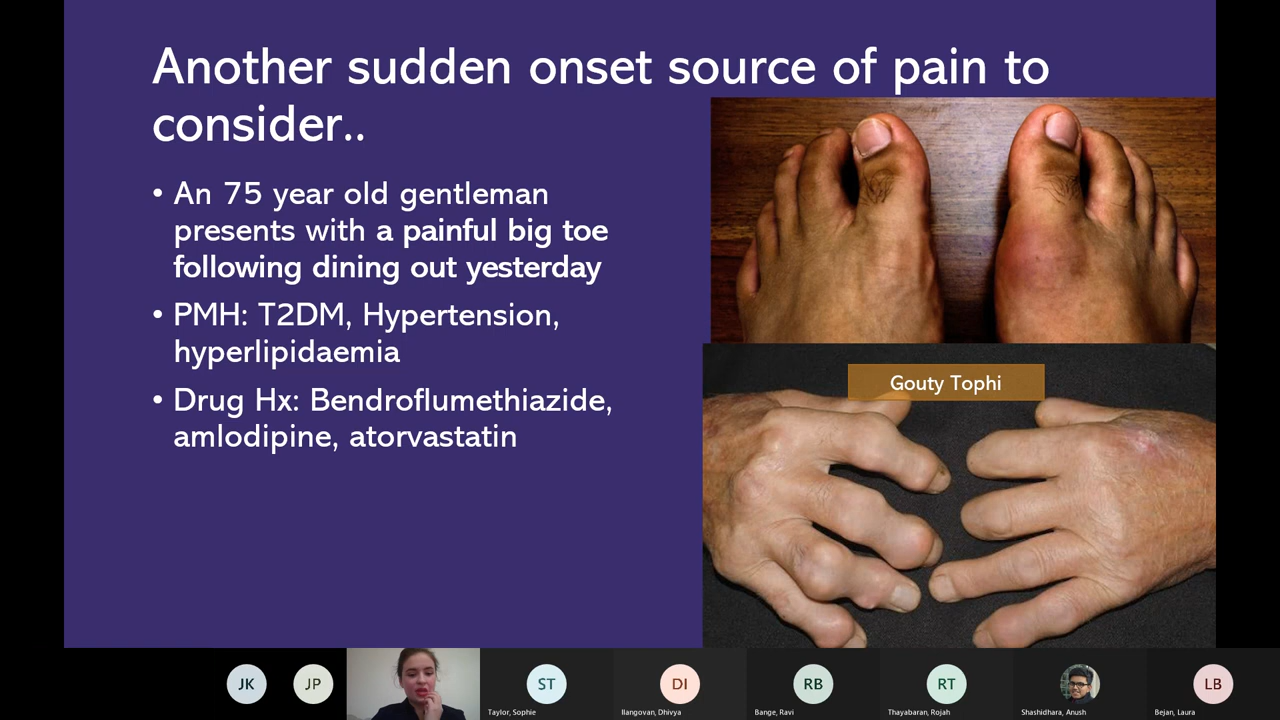 Another sudden onset source of pain to
consider..
• An 75 year old gentleman
presents with a painful big toe
following dining out yesterday
• PMH: T2DM, Hypertension,
hyperlipidaemia
• Drug Hx: Bendroflumethiazide,
amlodipine, atorvastatin
Gouty Tophi
JK
JP
ST
Taylor, Sophie
DI
Ilangovan, Dhivya
RB
Bange, Ravi
RT
Thayabaran, Rojah
Shashidhara, Anush
LB
Bejan, Laura